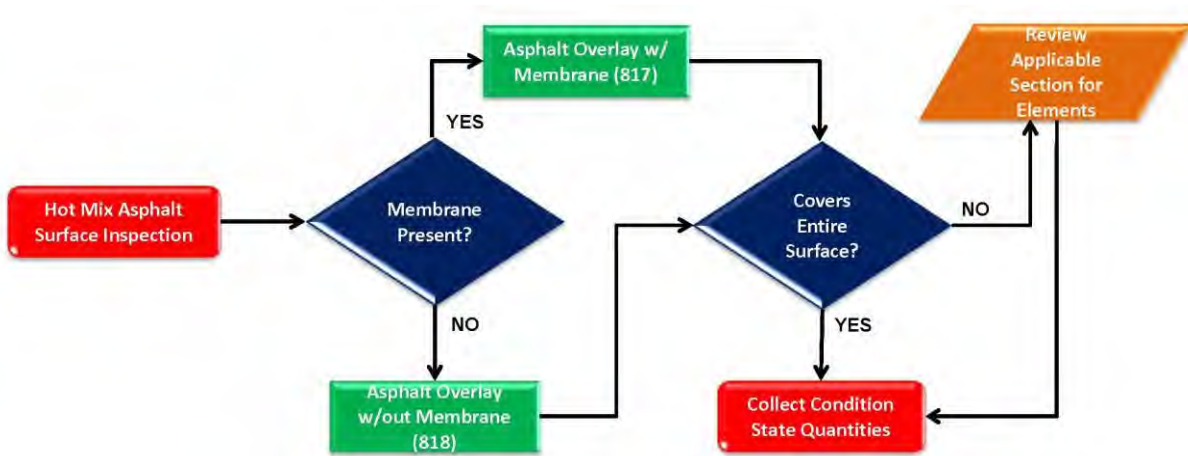 Asphalt Overlay w/
Membrane (817)
Review
Applicable
Section for
Elements
YES
Hot Mix Asphalt
Surface Inspection
Membrane
Present?
Covers
Entire
Surface?
NO
NO
YES
Asphalt Overlay
w/out Membrane
(818)
Collect Condition
State Quantities